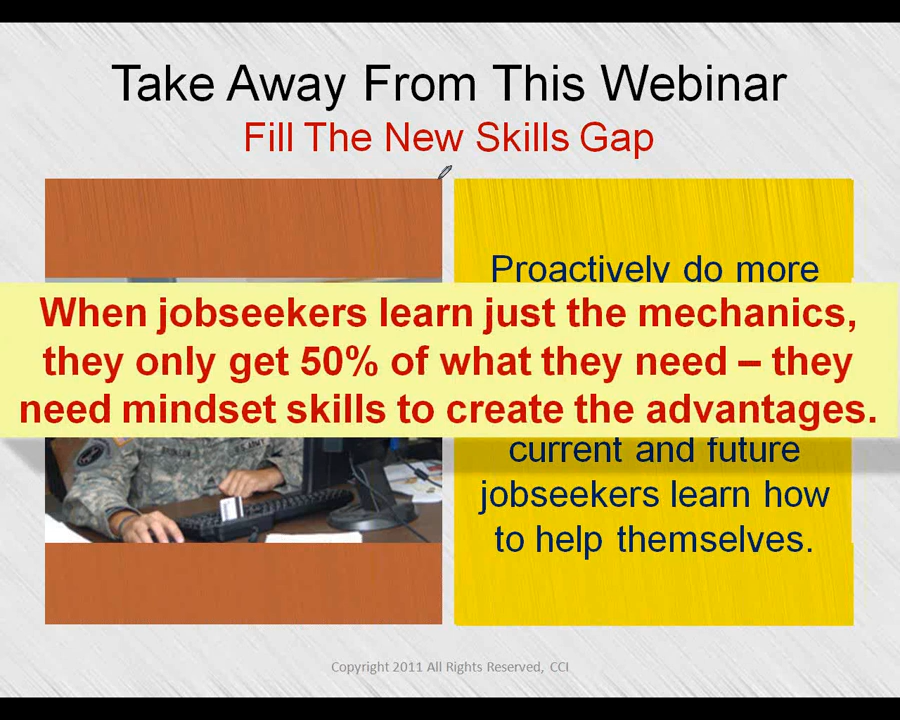 Take Away From This Webinar
Fill The New Skills Gap
Proactively do more
When jobseekers learn just the mechanics,
they only get 50% of what they need – they
need mindset skills to create the advantages.
current and future
jobseekers learn how
to help themselves.
Copyright 2011 All Rights Reserved, CCI